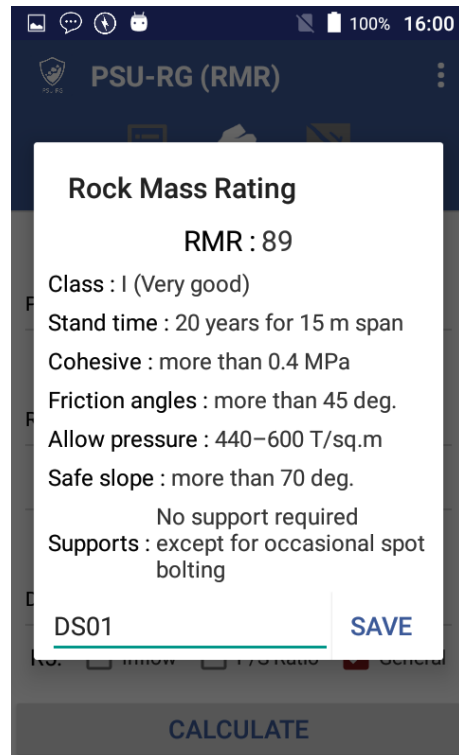 100% 16:00
PSU-RG
PSU-RG (RMR)
Rock Mass Rating
RMR : 89
Class : I (Very good)
Stand time : 20 years for 15 m span
Cohesive : more than 0.4 MPa
Friction angles : more than 45 deg.
Allow pressure : 440–600 T/sq.m
Safe slope : more than 70 deg.
No support required
Supports : except for occasional spot
bolting
DS01 SAVE
CALCULATE